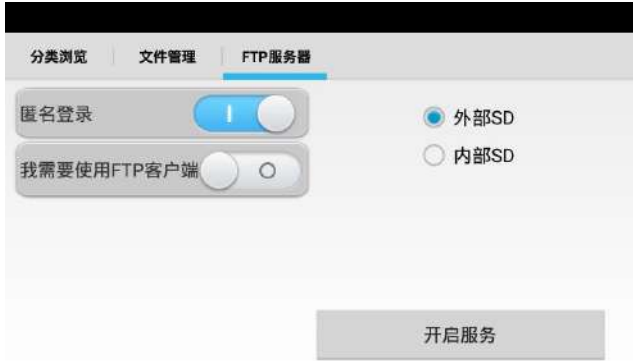 分类浏览 文件管理 FTP服务器
匿名登录
外部SD
我需要使用FTP客户端
内部SD
开启服务